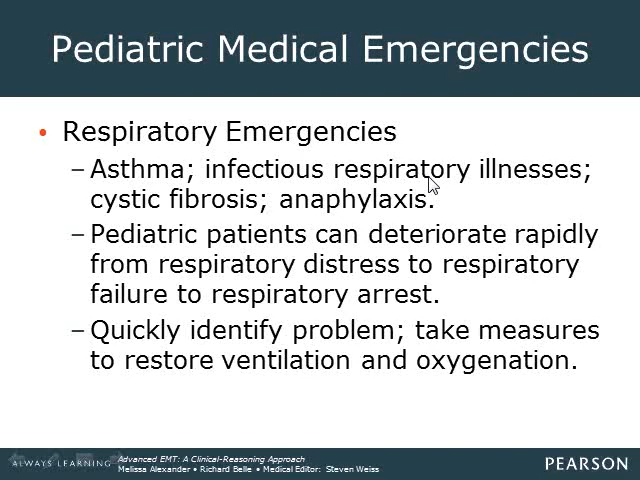 Pediatric Medical Emergencies
• Respiratory Emergencies
– Asthma; infectious respiratory illnesses;
cystic fibrosis; anaphylaxis.
– Pediatric patients can deteriorate rapidly
from respiratory distress to respiratory
failure to respiratory arrest.
– Quickly identify problem; take measures
to restore ventilation and oxygenation.
ALWAYS LEARNING
Advanced EMT: A Clinical-Reasoning Approach
Melissa Alexander • Richard Belle • Medical Editor: Steven Weiss
PEARSON